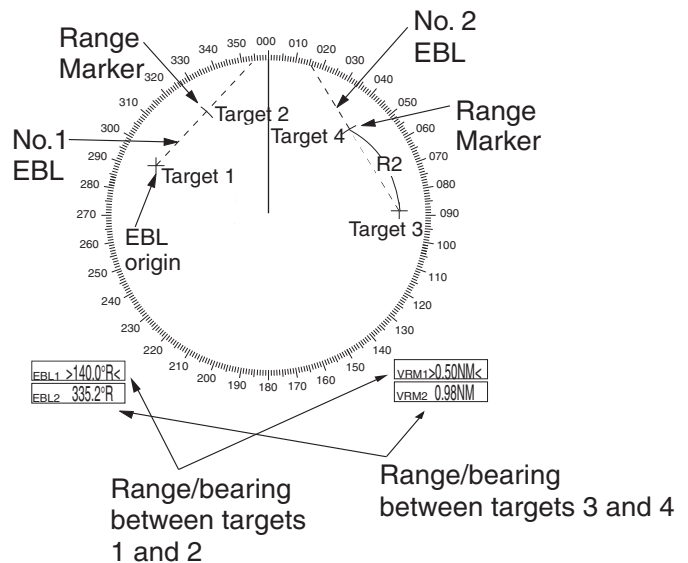 Range
Marker
No. 2
EBL
000
010
020
030
040
050
060
070
080
090
100
110
120
130
140
150
160
170
180
190
200
210
220
230
240
250
260
270
280
290
300
310
320
330
340
350
Target 2
Target 4
Range
Marker
No.1
EBL
Target 1
R2
Target 3
EBL
origin
EBL1 >140.0°R<
EBL2 335.2°R
VRM1>0.50NM<
VRM2 0.98NM
Range/bearing
between targets
1 and 2
Range/bearing
between targets 3 and 4